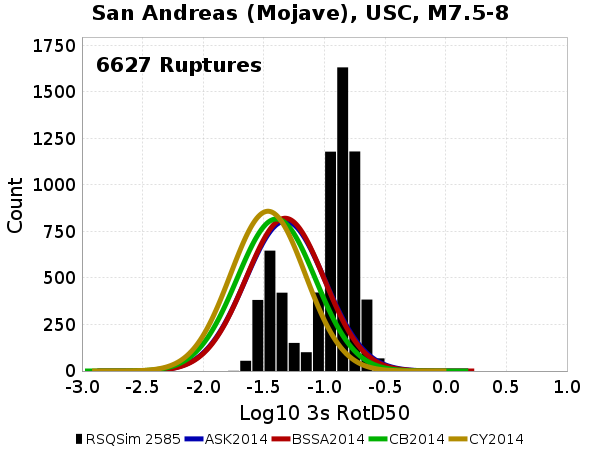 San Andreas (Mojave), USC, M7.5-8
6627 Ruptures
Count
1750
1500
1250
1000
750
500
250
0
-3.0 -2.5 -2.0 -1.5 -1.0 -0.5 0.0 0.5 1.0
Log10 3s RotD50
RSQSim 2585 ASK2014 BSSA2014 CB2014 CY2014